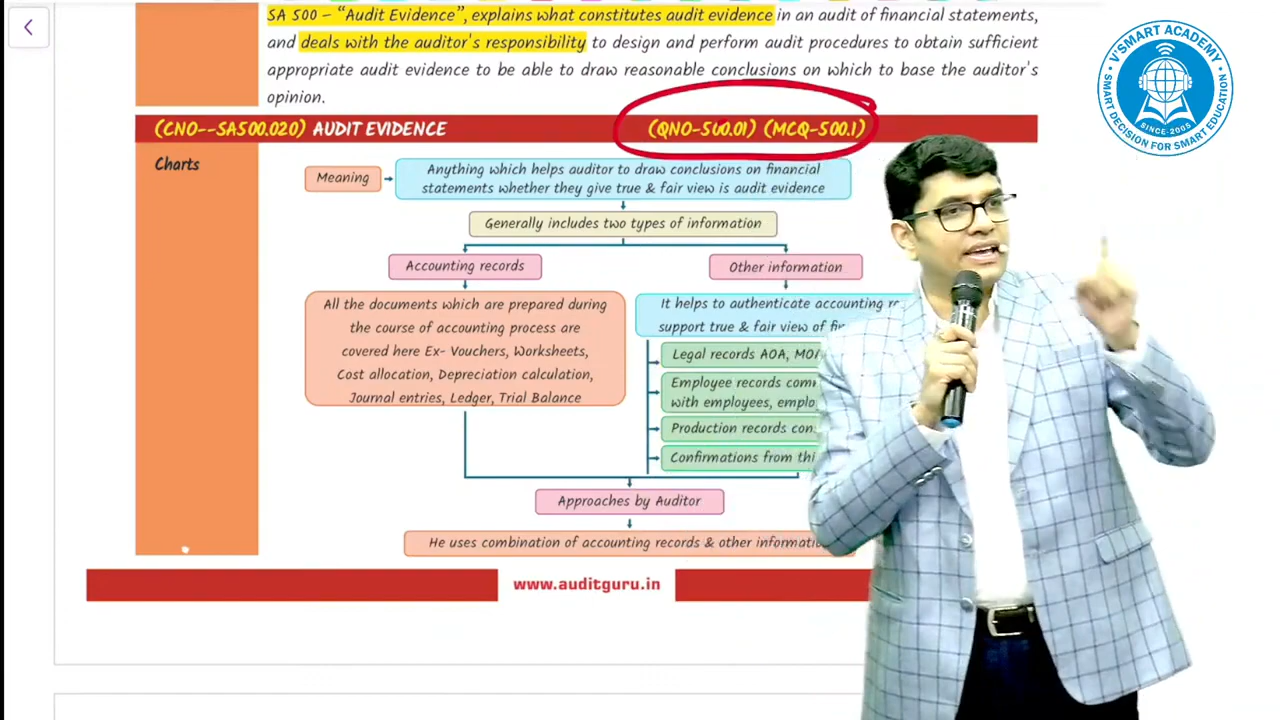 SA 500 – "Audit Evidence", explains what constitutes audit evidence in an audit of financial statements,
and deals with the auditor's responsibility to design and perform audit procedures to obtain sufficient
appropriate audit evidence to be able to draw reasonable conclusions on which to base the auditor's
opinion.
(CNO--SA500.020) AUDIT EVIDENCE
(QNO-500.01) (MCQ-500.1)
Charts
Meaning
Anything which helps auditor to draw conclusions on financial
statements whether they give true & fair view is audit evidence
Generally includes two types of information
Accounting records
All the documents which are prepared during
the course of accounting process are
covered here Ex- Vouchers, Worksheets,
Cost allocation, Depreciation calculation,
Journal entries, Ledger, Trial Balance
Other information
It helps to authenticate accounting
support true & fair view of
Legal records AOA,
Employee records
with employees,
Production records
Confirmations from
Approaches by Auditor
He uses combination of accounting records & other
www.auditguru.in
V'SMART ACADEMY
SMART DECISION FOR SMART EDUCATION
SINCE-2005